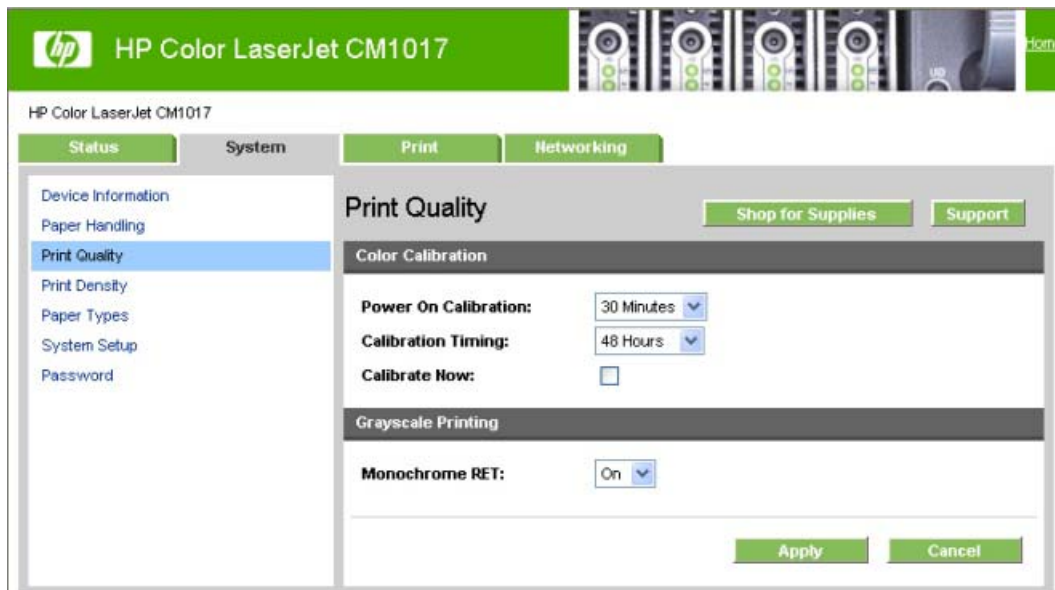 hp HP Color LaserJet CM1017
Home
HP Color LaserJet CM1017
Status System Print Networking
Device Information
Paper Handling
Print Quality
Print Density
Paper Types
System Setup
Password
Print Quality
Shop for Supplies Support
Color Calibration
Power On Calibration: 30 Minutes
Calibration Timing: 48 Hours
Calibrate Now:
Grayscale Printing
Monochrome RET: On
Apply Cancel